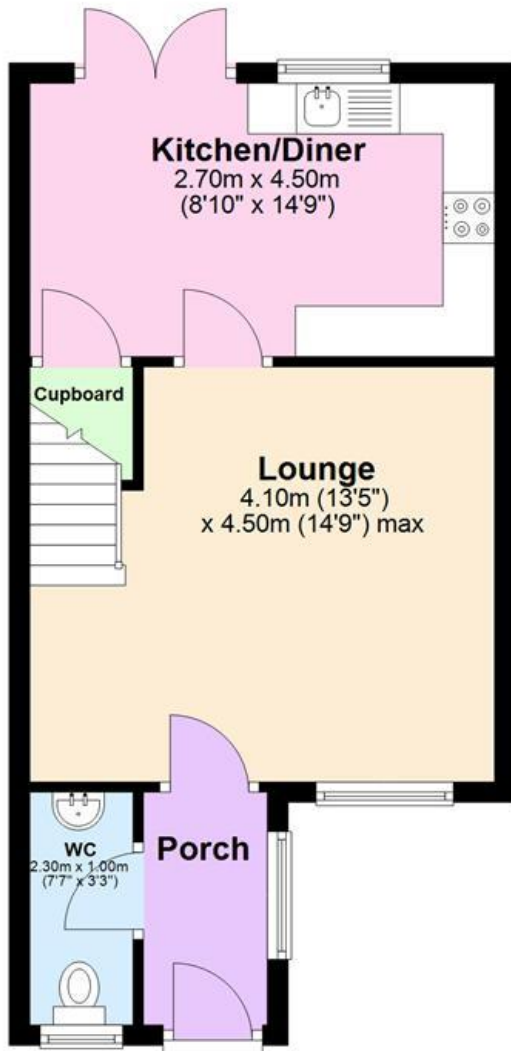 Kitchen/Diner
2.70m x 4.50m
(8'10" x 14'9")
Cupboard
Lounge
4.10m (13'5")
x 4.50m (14'9") max
WC
2.30m x 1.00m
(7'7" x 3'3")
Porch